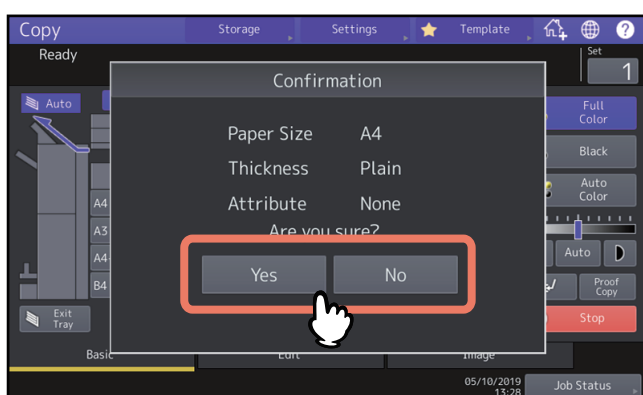 Copy
Storage
Settings
Template
?
Ready
Set
1
Confirmation
Auto
Full
Color
Paper Size A4
Black
Thickness Plain
Auto
Color
Attribute None
A4
Are you sure?
A3
A4
Auto
Yes No
B4
Proof
Copy
Exit
Tray
Stop
Basic
Edit
Image
05/10/2019
13:28
Job Status